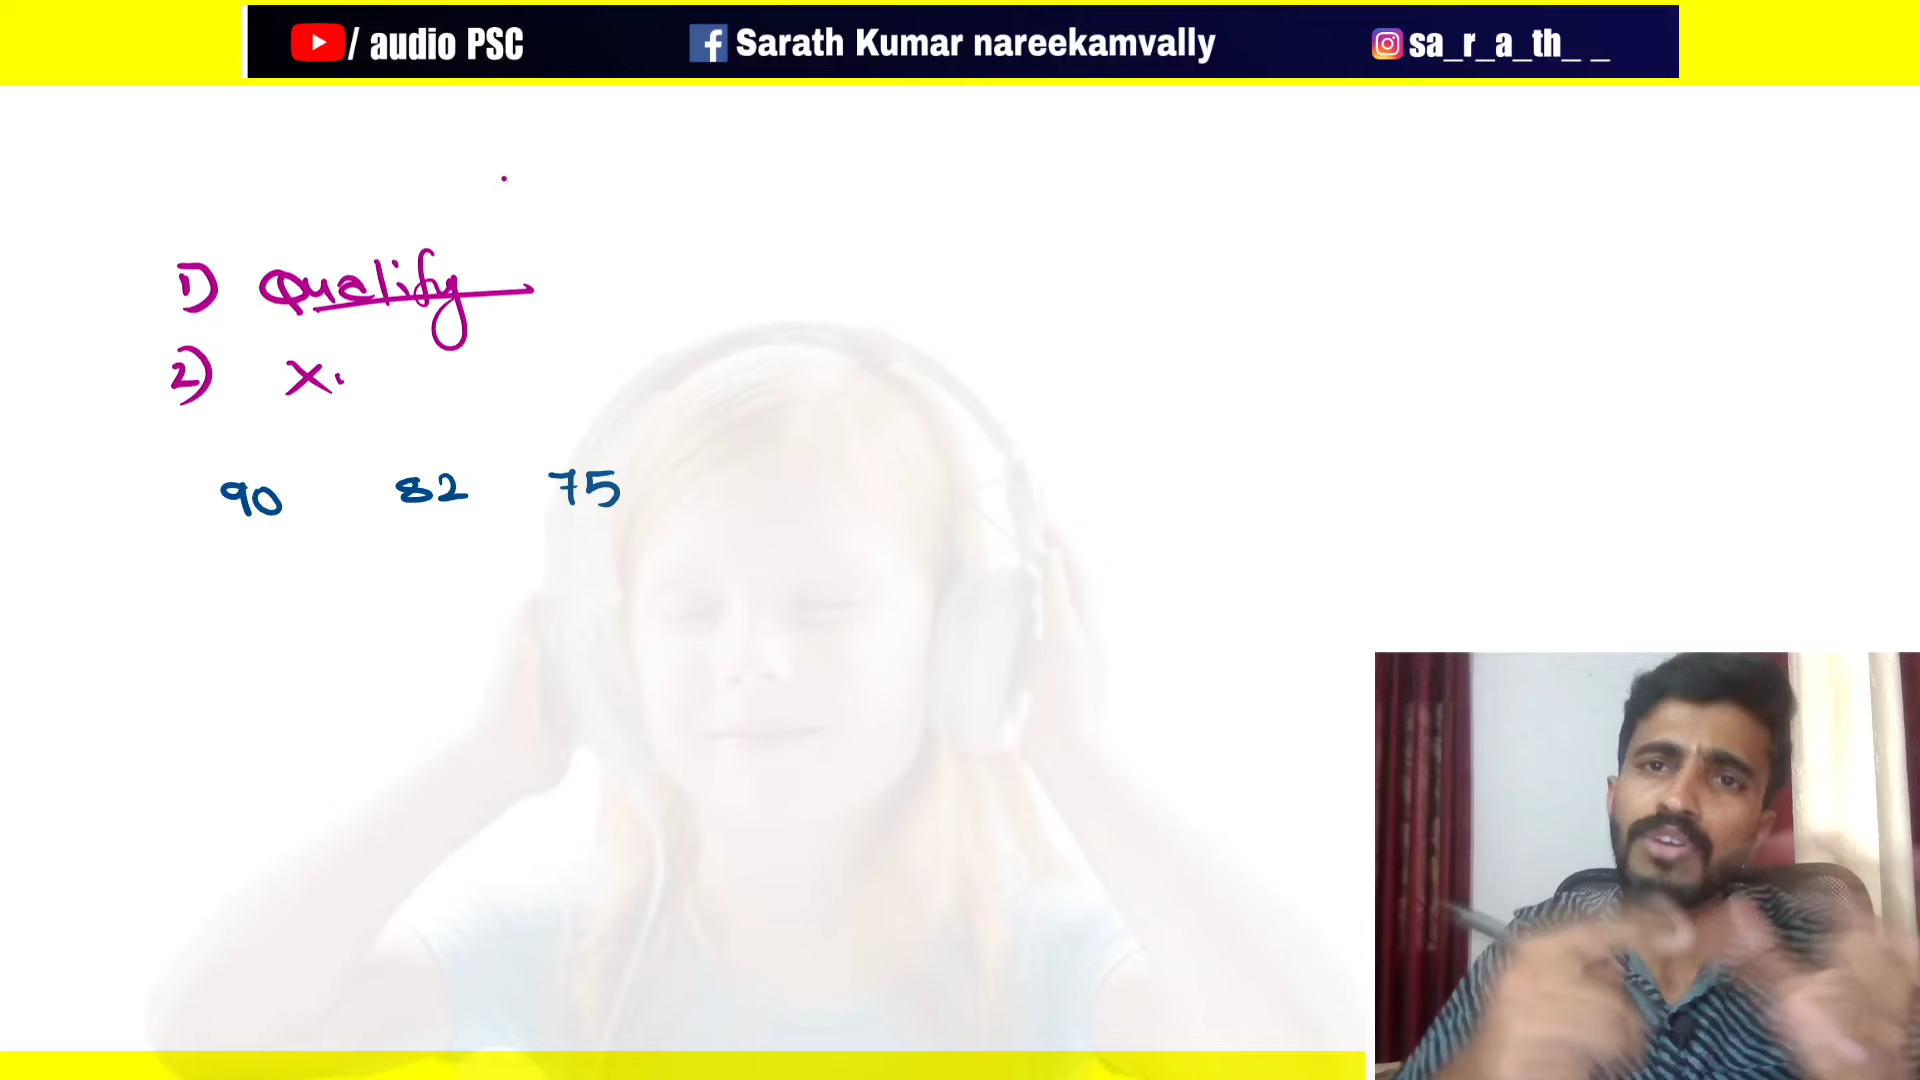 / audio PSC Sarath Kumar nareekamvally sa_r_a_th_ _
1) Qualify
2) X.
90 82 75